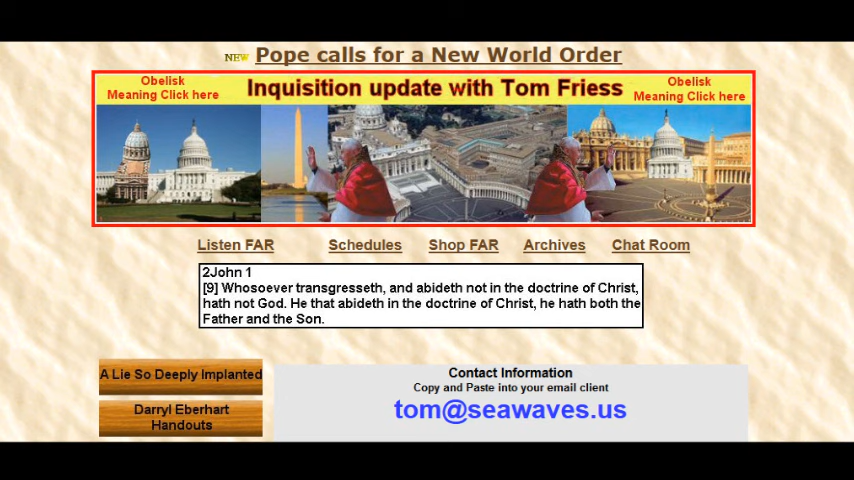 NEW Pope calls for a New World Order
Obelisk
Meaning Click here
Inquisition update with Tom Friess
Obelisk
Meaning Click here
Listen FAR Schedules Shop FAR Archives Chat Room
2John 1
[9] Whosoever transgresseth, and abideth not in the doctrine of Christ,
hath not God. He that abideth in the doctrine of Christ, he hath both the
Father and the Son.
A Lie So Deeply Implanted
Darryl Eberhart
Handouts
Contact Information
Copy and Paste into your email client
tom@seawaves.us